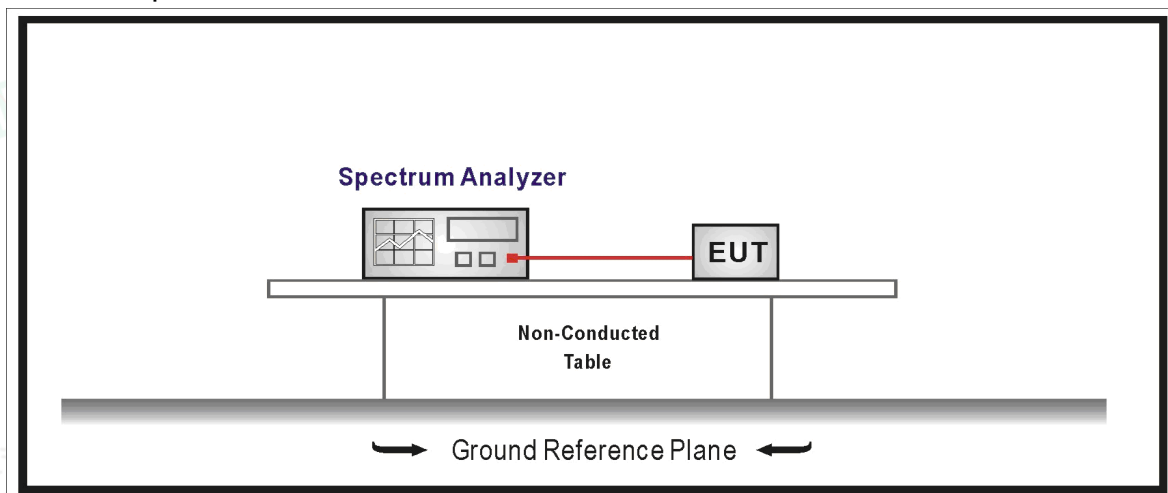 Spectrum Analyzer
EUT
Non-Conducted
Table
Ground Reference Plane